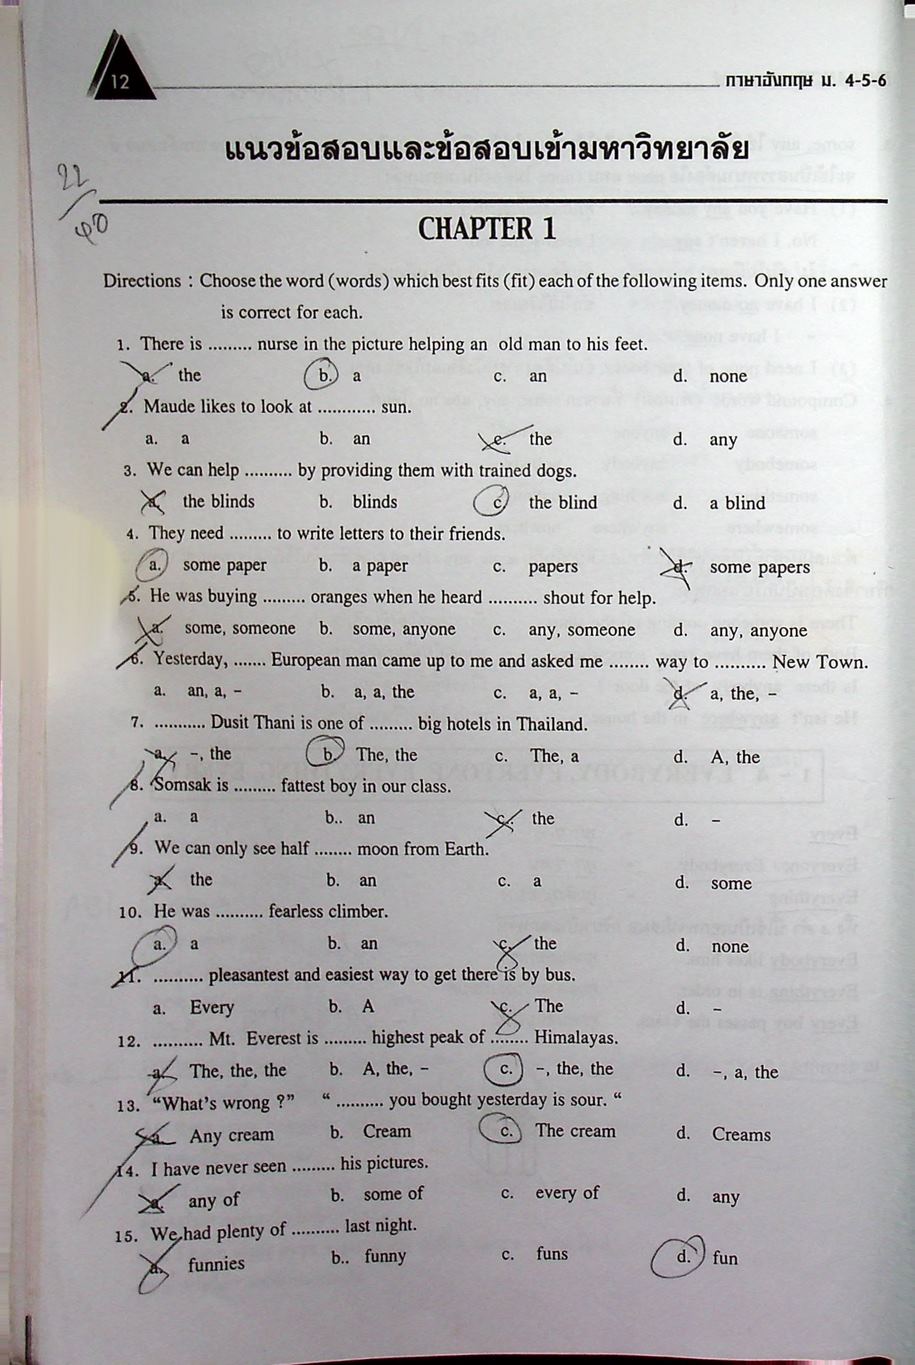 12
ภาษาอังกฤษ ม. 4-5-6
แนวข้อสอบและข้อสอบเข้ามหาวิทยาลัย
22/40
CHAPTER 1
Directions : Choose the word (words) which best fits (fit) each of the following items. Only one answer
is correct for each.
1. There is ......... nurse in the picture helping an old man to his feet.
a. the b. a c. an d. none
2. Maude likes to look at ............ sun.
a. a b. an c. the d. any
3. We can help .......... by providing them with trained dogs.
a. the blinds b. blinds c. the blind d. a blind
4. They need ......... to write letters to their friends.
a. some paper b. a paper c. papers d. some papers
5. He was buying ......... oranges when he heard .......... shout for help.
a. some, someone b. some, anyone c. any, someone d. any, anyone
6. Yesterday, ....... European man came up to me and asked me ........ way to ........... New Town.
a. an, a, – b. a, a, the c. a, a, – d. a, the, –
7. ........... Dusit Thani is one of ......... big hotels in Thailand.
a. –, the b. The, the c. The, a d. A, the
8. Somsak is ......... fattest boy in our class.
a. a b.. an c. the d. –
9. We can only see half ........ moon from Earth.
a. the b. an c. a d. some
10. He was .......... fearless climber.
a. a b. an c. the d. none
11. .......... pleasantest and easiest way to get there is by bus.
a. Every b. A c. The d. –
12. .......... Mt. Everest is ......... highest peak of ........ Himalayas.
a. The, the, the b. A, the, – c. –, the, the d. –, a, the
13. “What's wrong ?” “ .......... you bought yesterday is sour. “
a. Any cream b. Cream c. The cream d. Creams
14. I have never seen ......... his pictures.
a. any of b. some of c. every of d. any
15. We had plenty of .......... last night.
a. funnies b.. funny c. funs d. fun